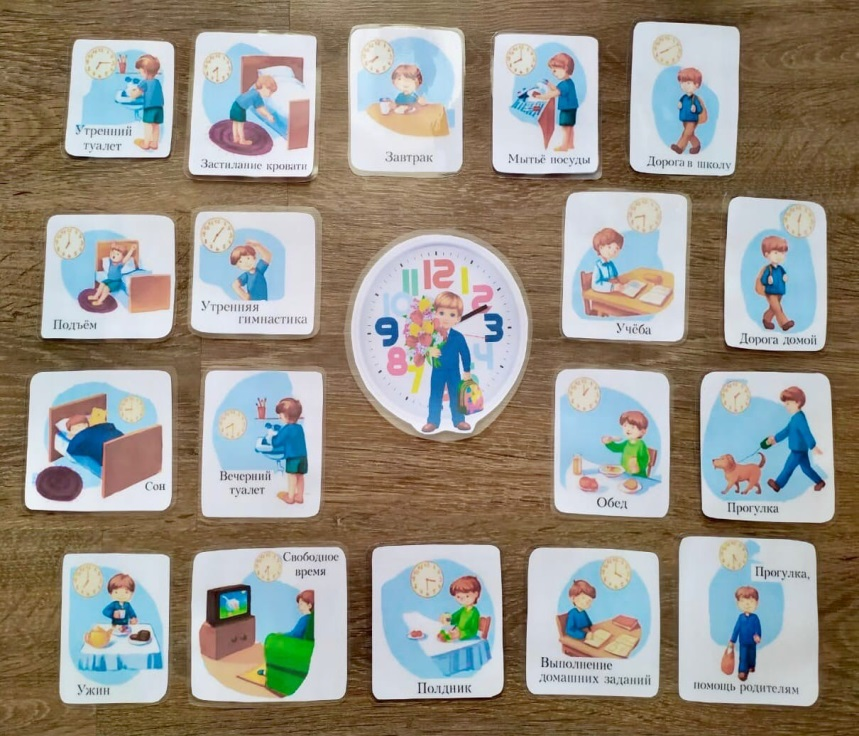 Утренний
туалет
Застилание кровати
Завтрак
Мытьё посуды
Дорога в школу
Подъём
Утренняя
гимнастика
11 12 1
10 2
9 3
8 4
7
Учёба
Дорога домой
Сон
Вечерний
туалет
Обед
Прогулка
Ужин
Свободное
время
Полдник
Выполнение
домашних заданий
Прогулка,
помощь родителям